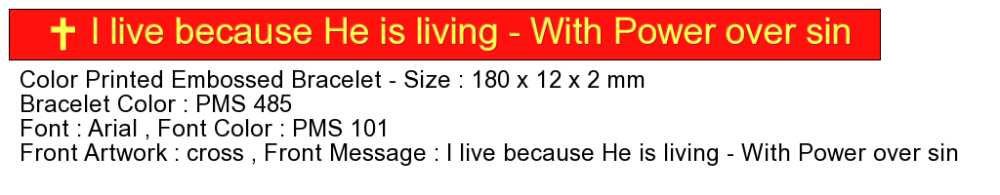 I live because He is living - With Power over sin
Color Printed Embossed Bracelet - Size : 180 x 12 x 2 mm
Bracelet Color : PMS 485
Font : Arial , Font Color : PMS 101
Front Artwork : cross , Front Message : I live because He is living - With Power over sin